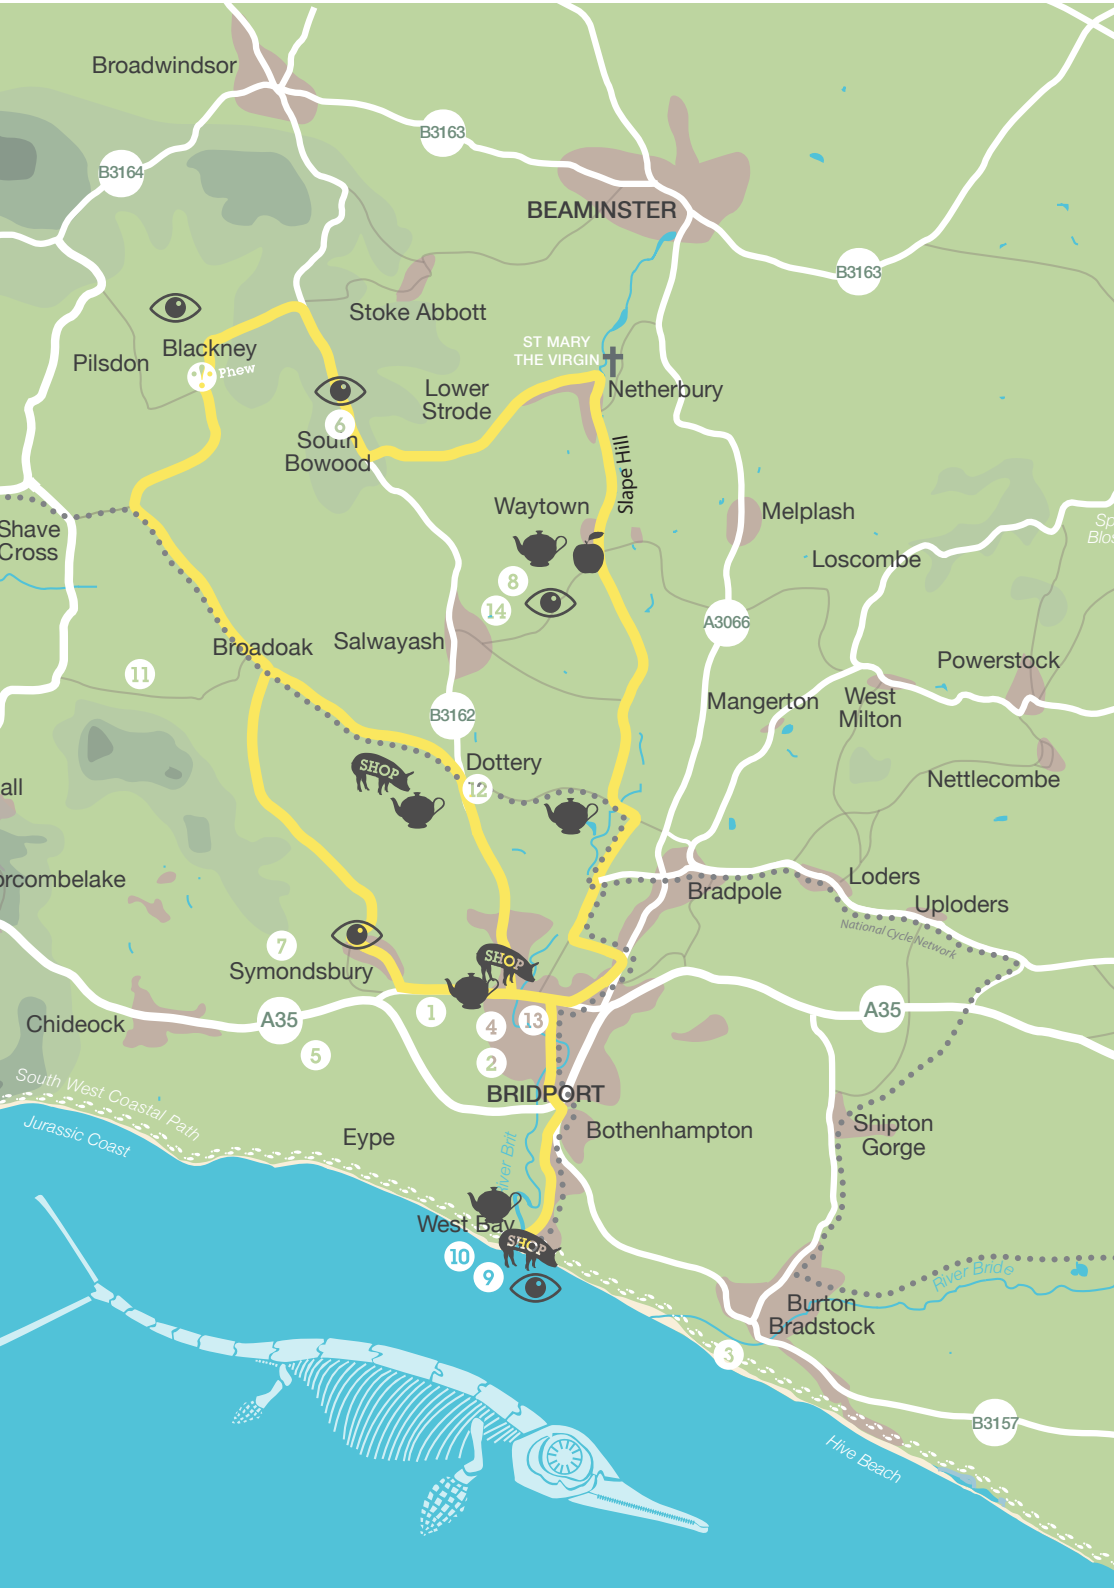 Broadwindsor
B3163
B3164
BEAMINSTER
B3163
Stoke Abbott
ST MARY
THE VIRGIN
Blackney
Pilsdon
Phew
Lower
Strode
Netherbury
6
South
Bowood
Slape Hill
Waytown
Melplash
Shave
Cross
Loscombe
8
14
A3066
Broadoak
Salwayash
11
Powerstock
Mangerton
West
Milton
B3162
Dottery
SHOP
12
Nettlecombe
all
orcombelake
Bradpole
Loders
Uploders
National Cycle Network
7
Symondsbury
SHOP
1
4
13
A35
A35
Chideock
5
2
BRIDPORT
South West Coastal Path
Jurassic Coast
Eype
Bothenhampton
Shipton
Gorge
River Brit
West Bay
SHOP
10
9
River Bride
Burton
Bradstock
3
B3157
Hive Beach